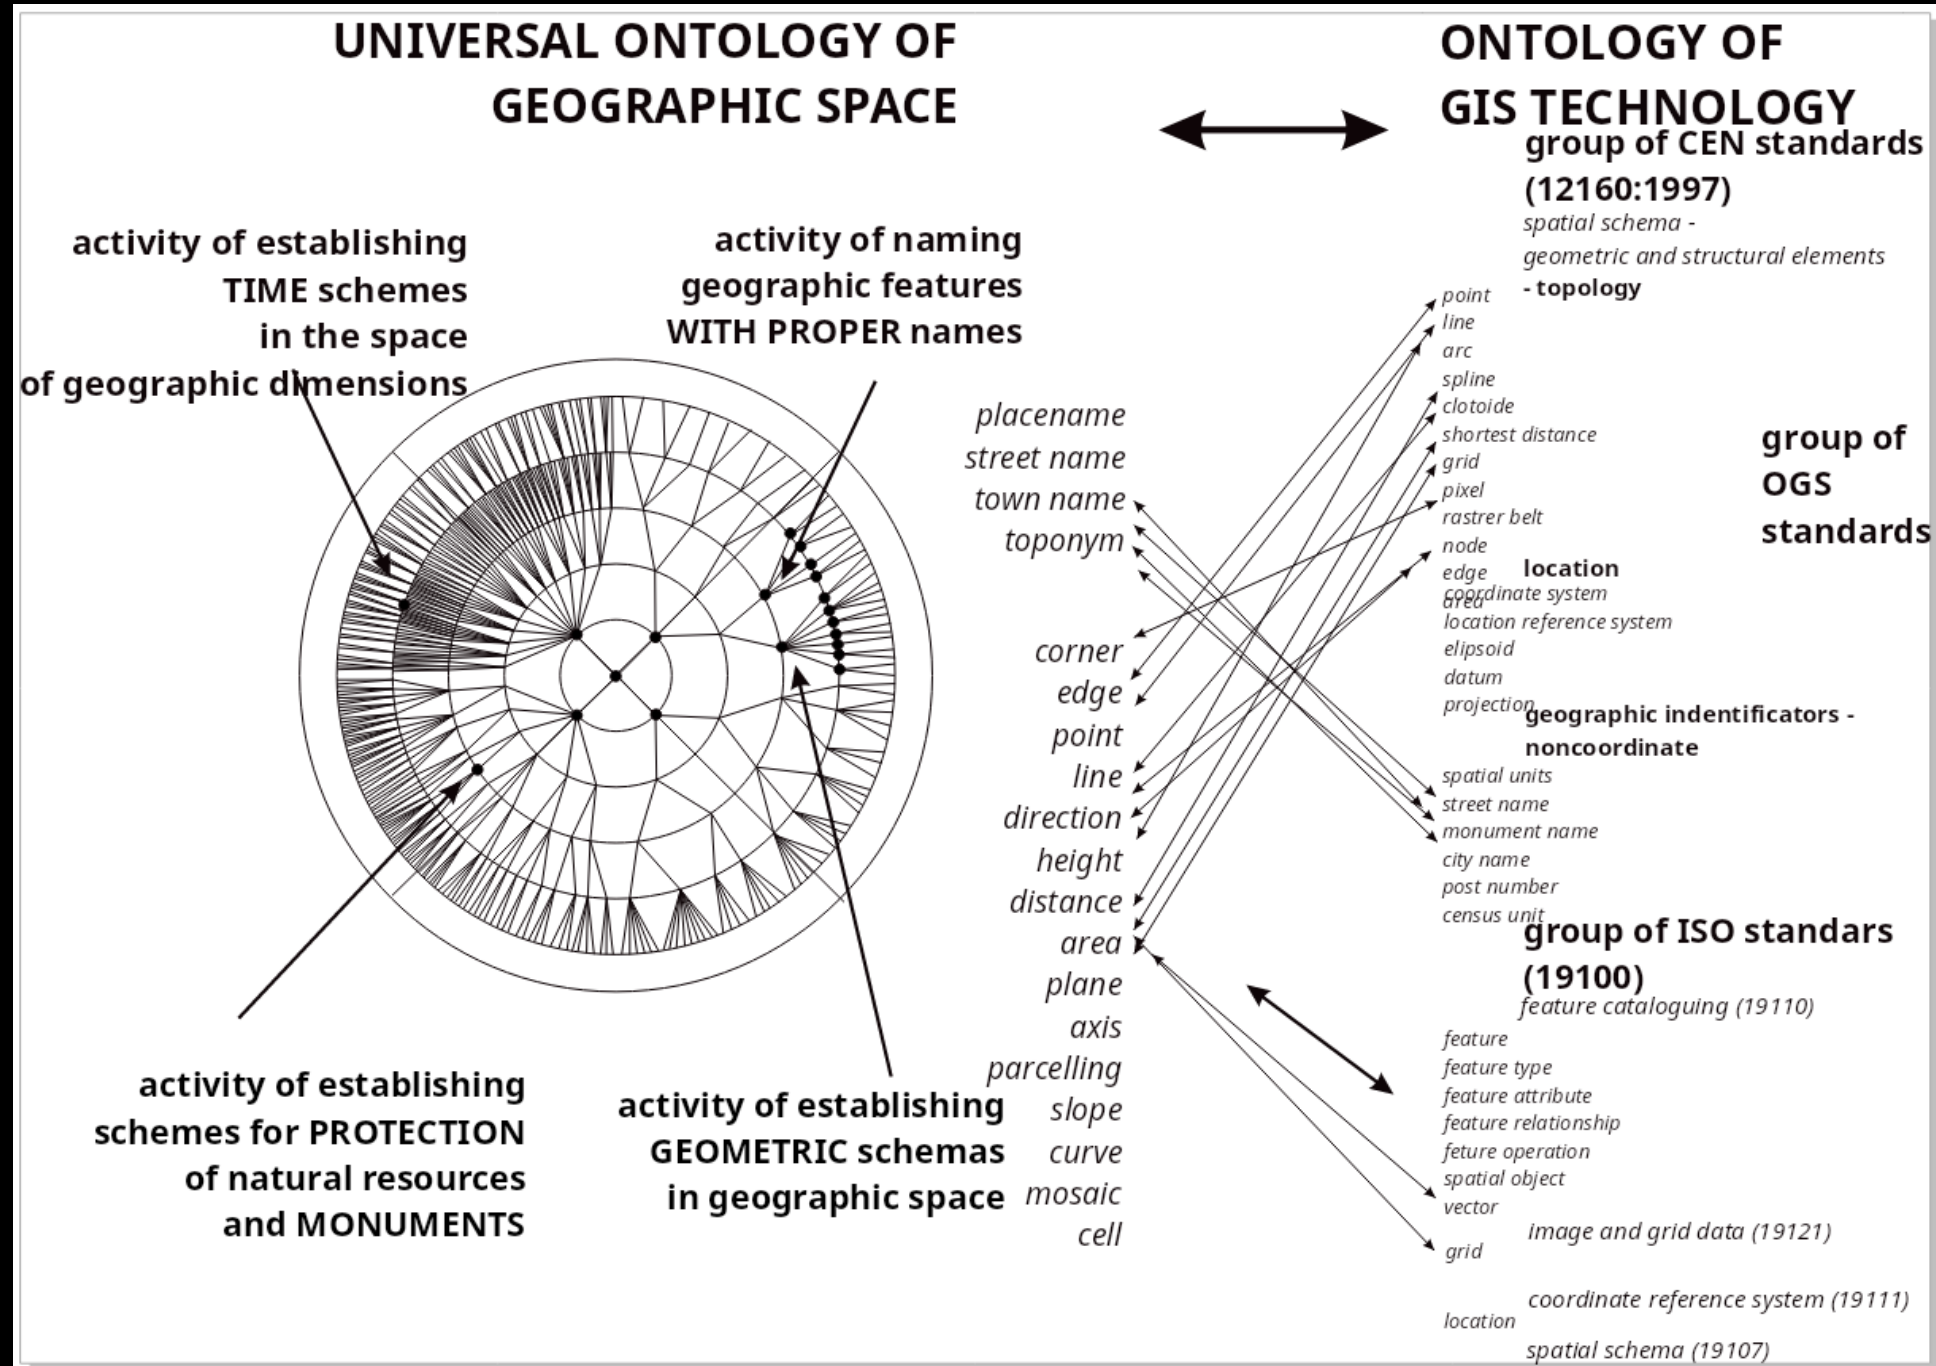 UNIVERSAL ONTOLOGY OF
GEOGRAPHIC SPACE
activity of establishing
TIME schemes
in the space
of geographic dimensions
activity of naming
geographic features
WITH PROPER names
placename
street name
town name
toponym
corner
edge
point
line
direction
height
distance
area
plane
axis
parcelling
slope
curve
mosaic
cell
activity of establishing
schemes for PROTECTION
of natural resources
and MONUMENTS
activity of establishing
GEOMETRIC schemas
in geographic space
ONTOLOGY OF
GIS TECHNOLOGY
group of CEN standards
(12160:1997)
spatial schema -
geometric and structural elements
- topology
point
line
arc
spline
clotoide
shortest distance
grid
pixel
rastrer belt
node
edge
area
group of
OGS
standards
location
coordinate system
location reference system
elipsoid
datum
projection
geographic indentificators -
noncoordinate
spatial units
street name
monument name
city name
post number
census unit
group of ISO standars
(19100)
feature cataloguing (19110)
feature
feature type
feature attribute
feature relationship
feture operation
spatial object
vector
image and grid data (19121)
grid
coordinate reference system (19111)
location
spatial schema (19107)